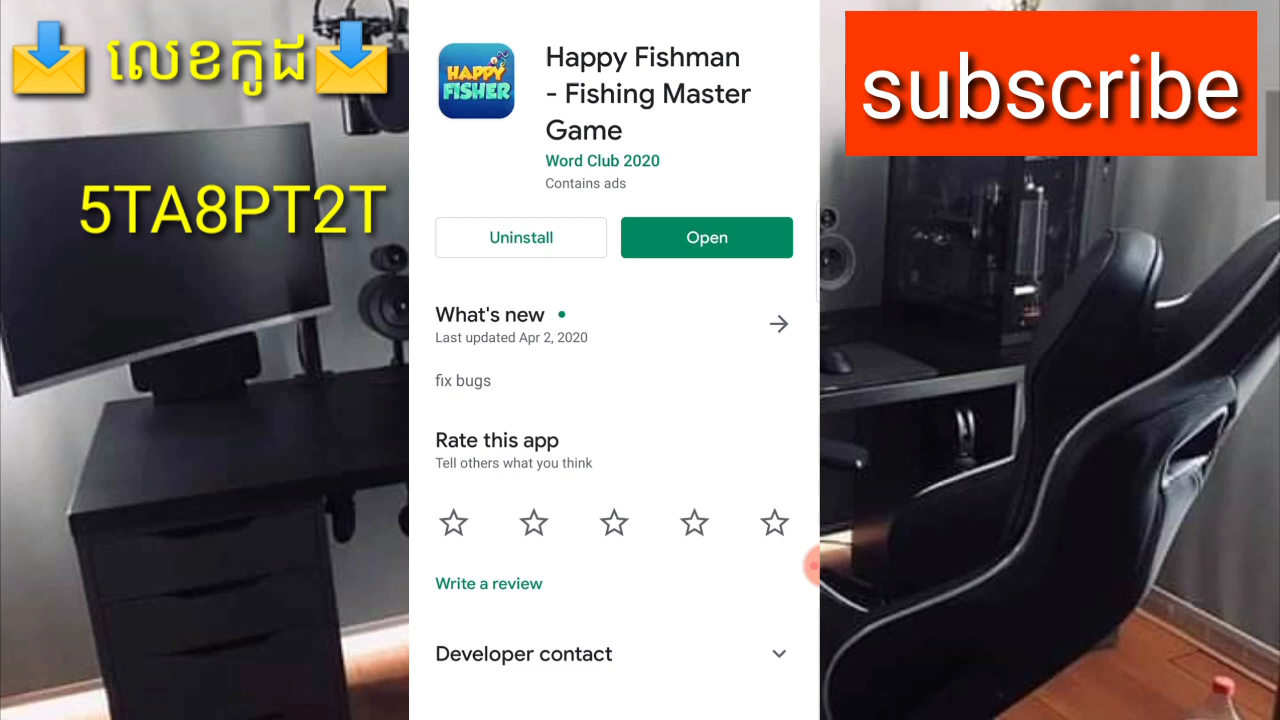 លេខកូដ
5TA8PT2T
HAPPY
FISHER
Happy Fishman
- Fishing Master
Game
Word Club 2020
Contains ads
Uninstall
Open
What's new
Last updated Apr 2, 2020
fix bugs
Rate this app
Tell others what you think
Write a review
Developer contact
subscribe